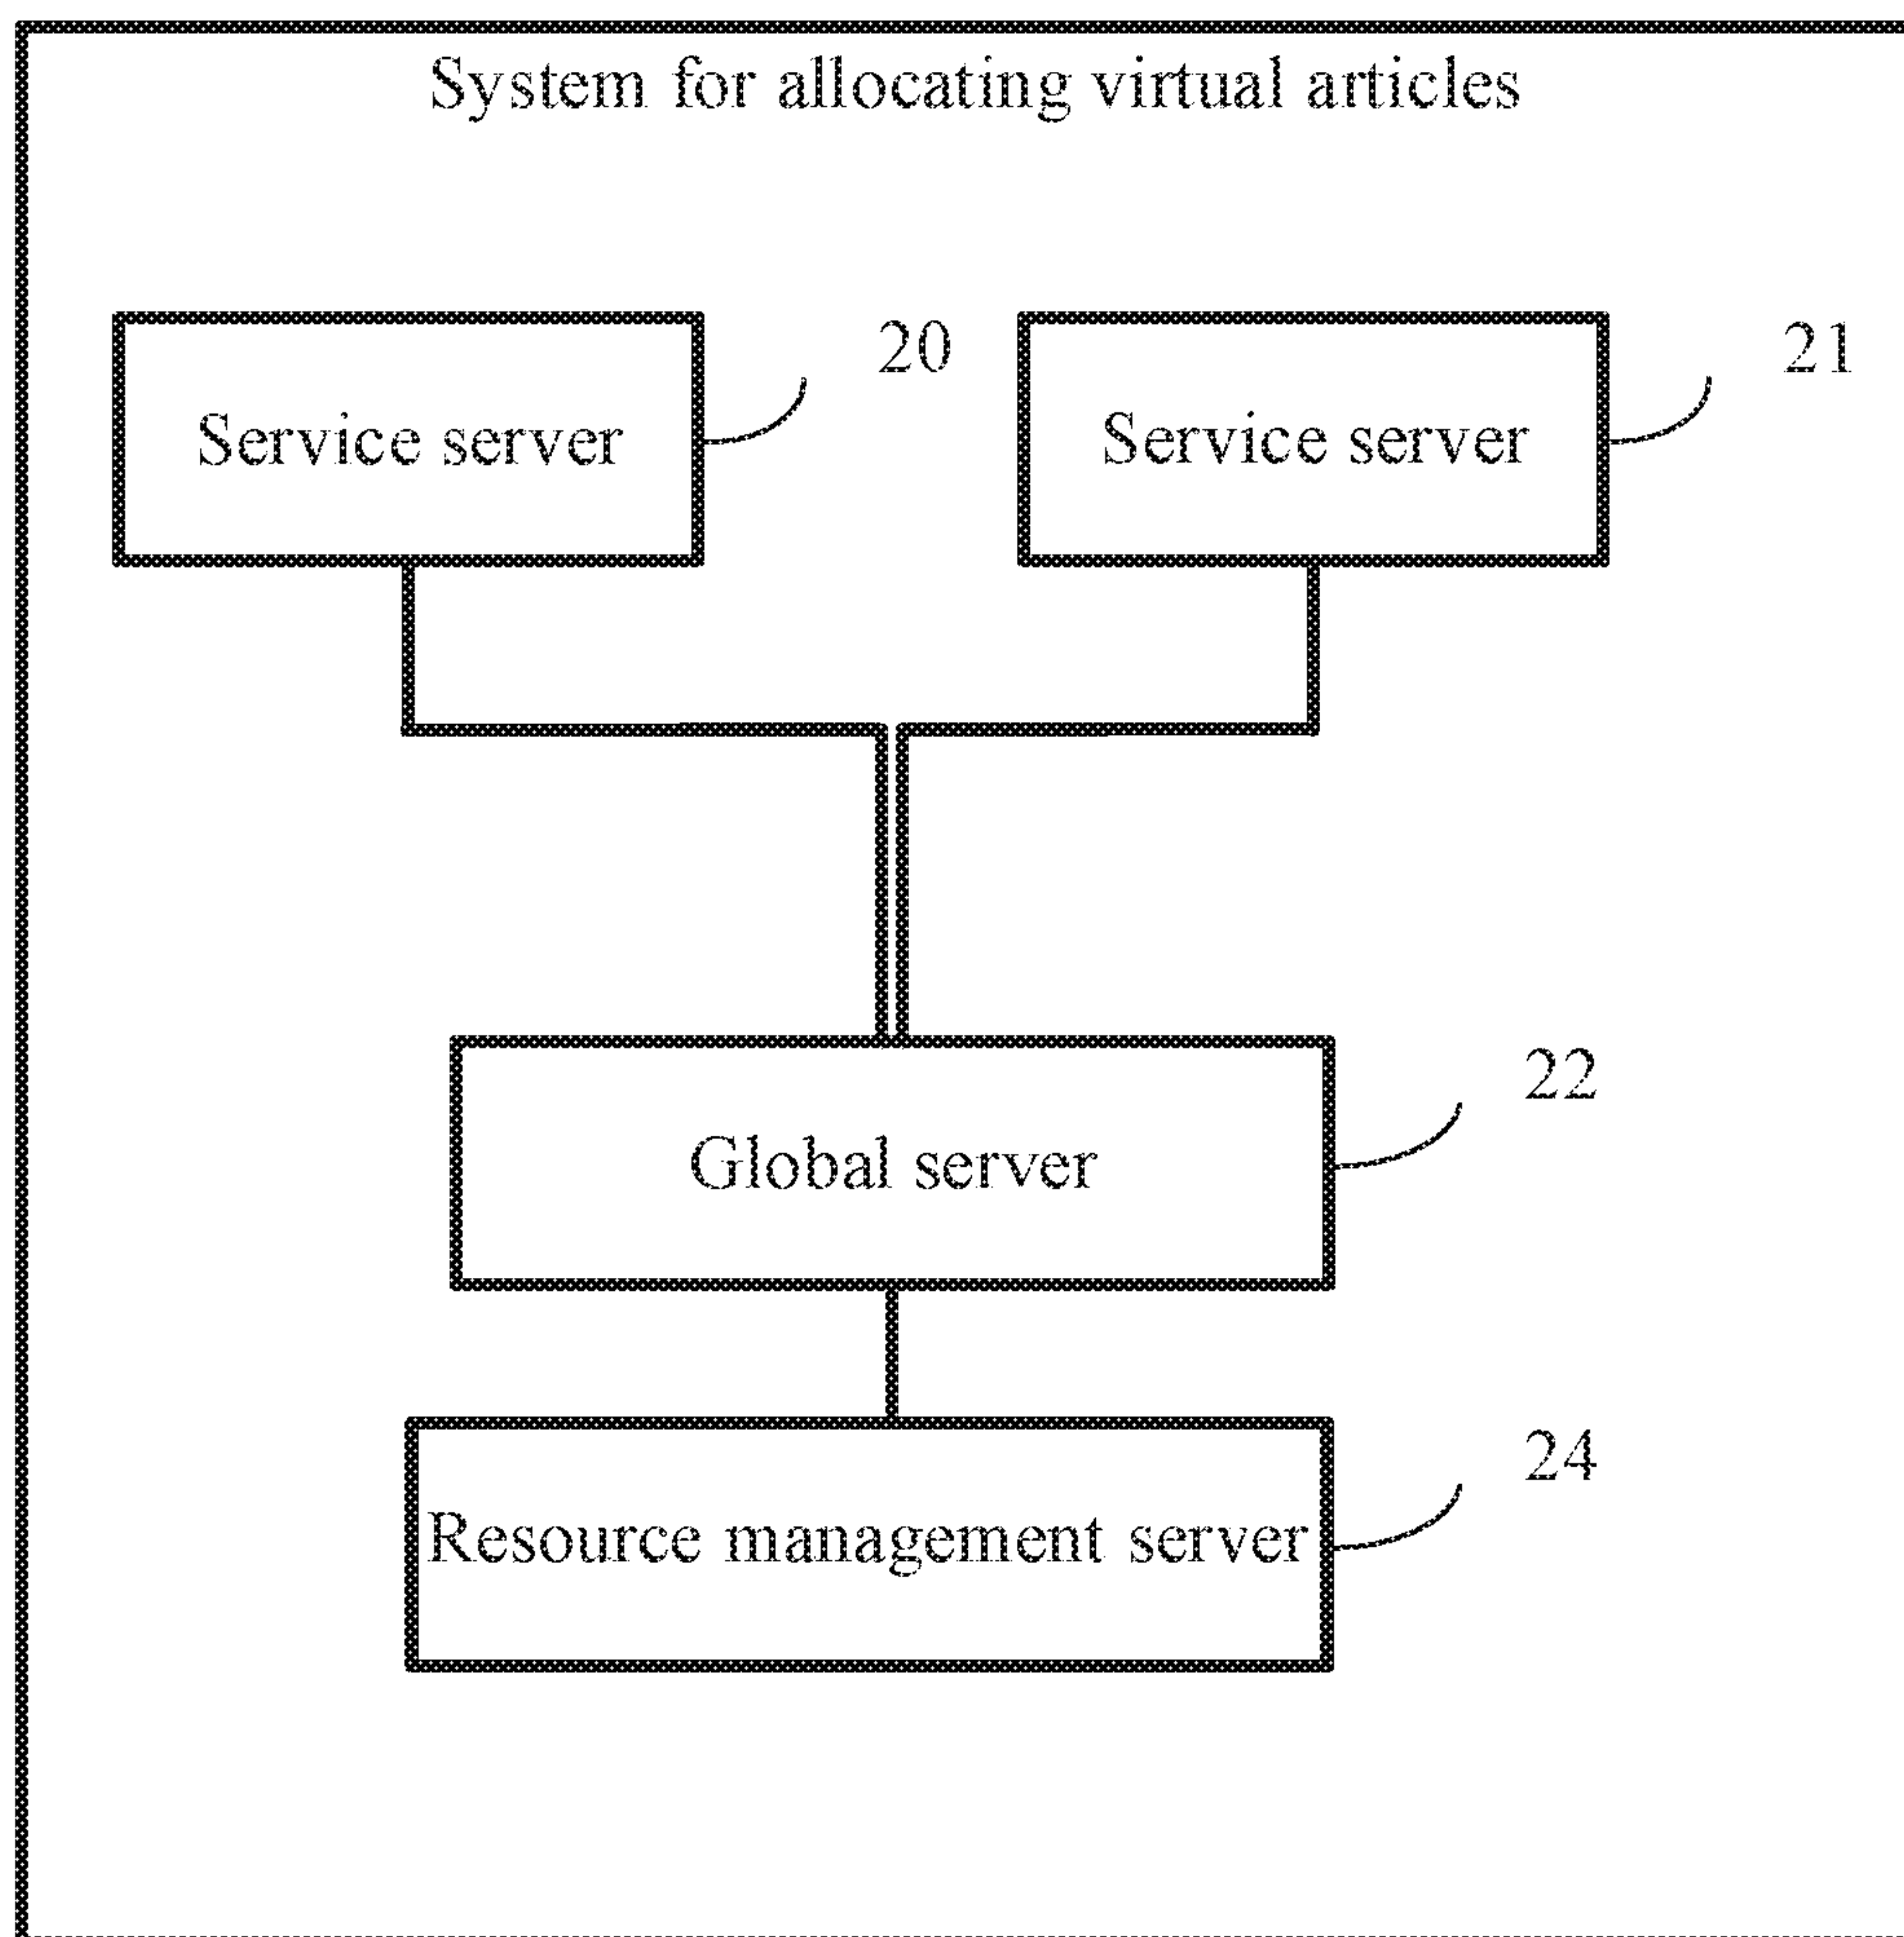 System for allocating virtual articles
20
21
Service server
Service server
22
Global server
24
Resource management server